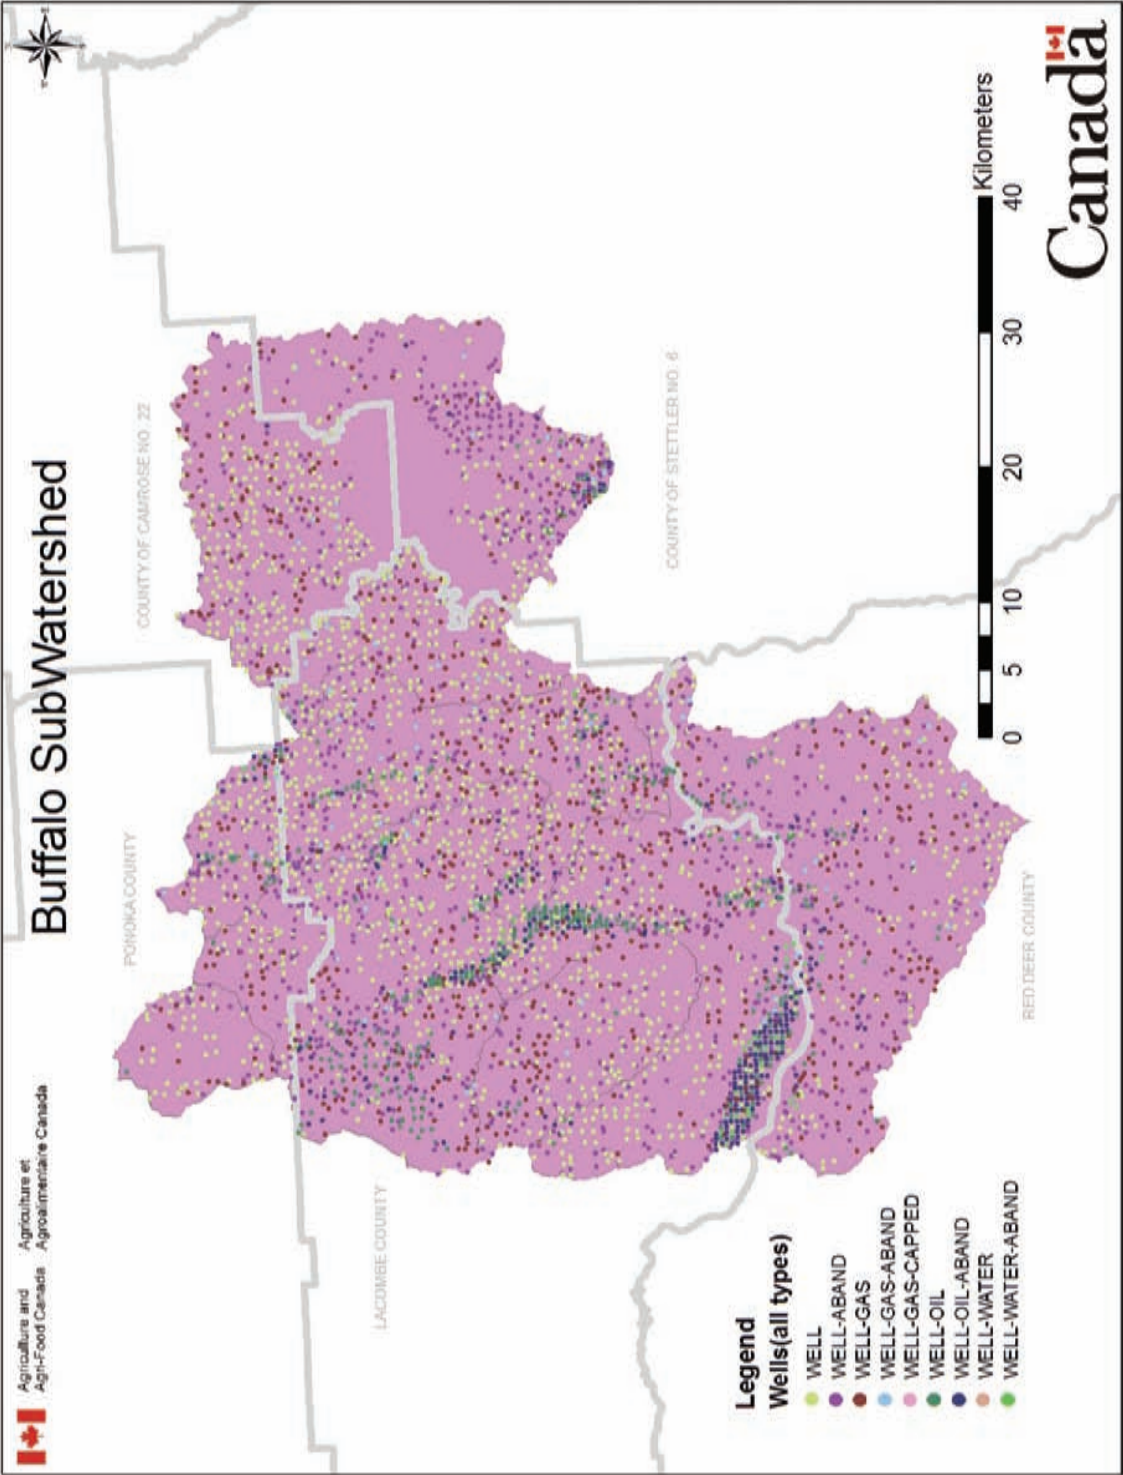 Agriculture and
Agri-Food Canada
Agriculture et
Agroalimentaire Canada
Buffalo SubWatershed
PONOKA COUNTY
COUNTY OF CAMROSE NO. 22
LACOMBE COUNTY
COUNTY OF STETTLER NO. 6
RED DEER COUNTY
Legend
Wells(all types)
WELL
WELL-ABAND
WELL-GAS
WELL-GAS-ABAND
WELL-GAS-CAPPED
WELL-OIL
WELL-OIL-ABAND
WELL-WATER
WELL-WATER-ABAND
0 5 10 20 30 40
Kilometers
Canada